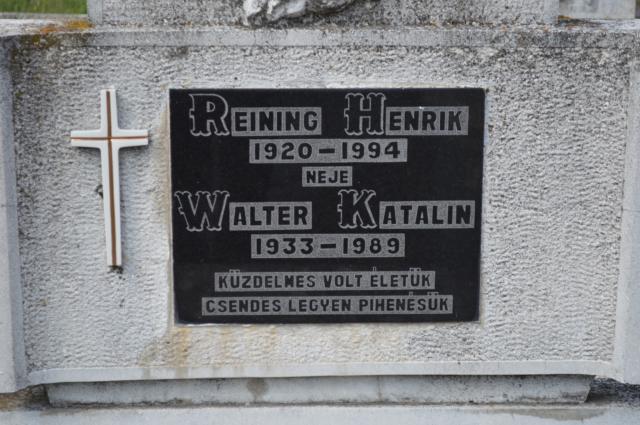 REINING HENRIK
1920-1994
NEJE
WALTER KATALIN
1933-1989
KÜZDELMES VOLT ÉLETÜK
CSENDES LEGYEN PIHENÉSÜK